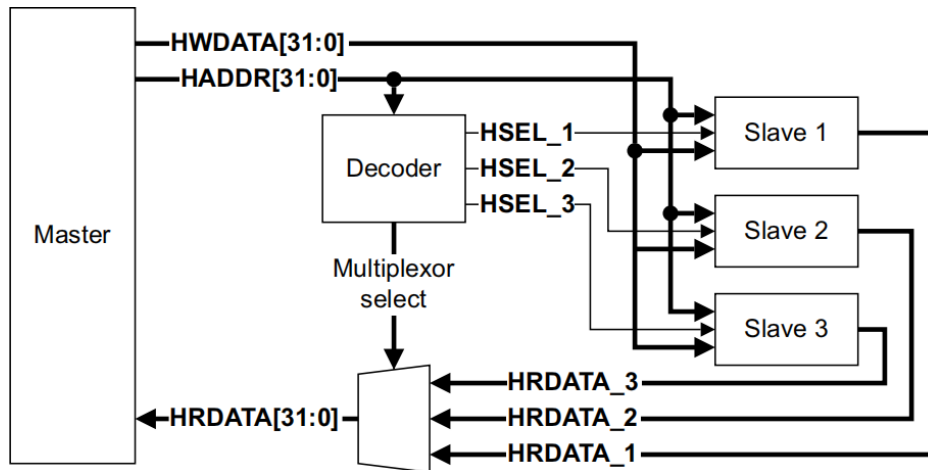 HWDATA[31:0]
HADDR[31:0]
Master
Decoder
HSEL_1
HSEL_2
HSEL_3
Slave 1
Slave 2
Slave 3
Multiplexor
select
HRDATA_3
HRDATA[31:0]
HRDATA_2
HRDATA_1